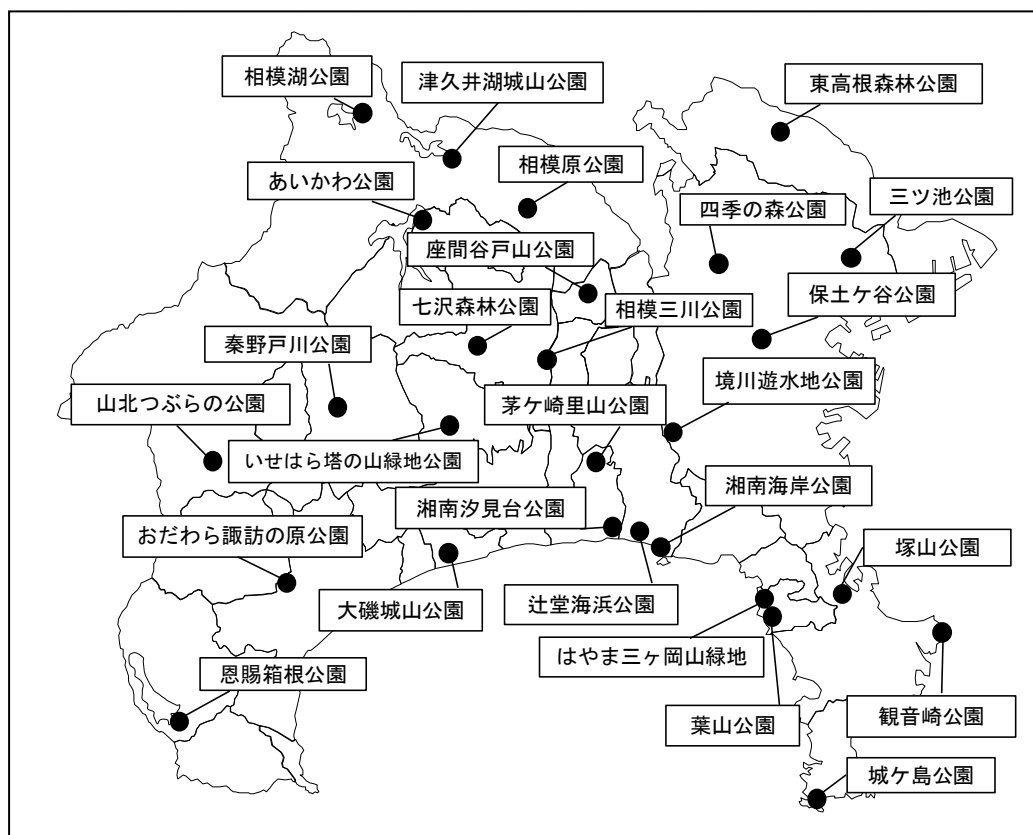 相模湖公園
津久井湖城山公園
東高根森林公園
あいかわ公園
相模原公園
三ツ池公園
四季の森公園
座間谷戸山公園
保土ケ谷公園
七沢森林公園
相模三川公園
秦野戸川公園
境川遊水地公園
山北つぶらの公園
茅ケ崎里山公園
いせはら塔の山緑地公園
湘南海岸公園
湘南汐見台公園
おだわら諏訪の原公園
塚山公園
大磯城山公園
辻堂海浜公園
はやま三ヶ岡山緑地
恩賜箱根公園
葉山公園
観音崎公園
城ケ島公園